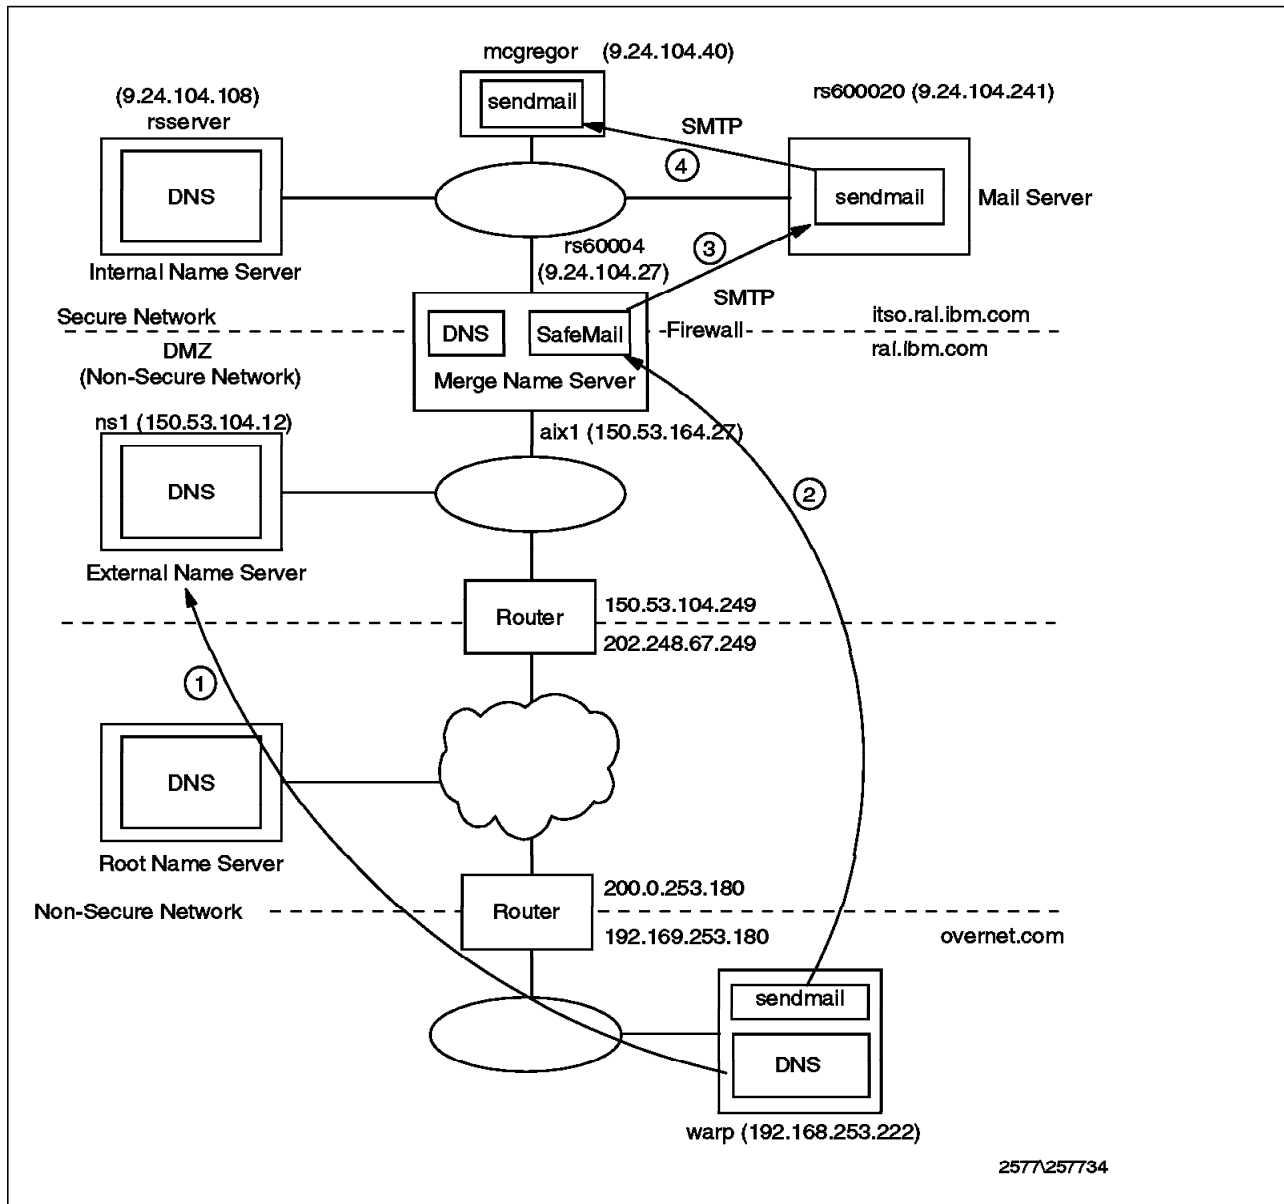 mcgregor (9.24.104.40)
(9.24.104.108)
rsserver
rs600020 (9.24.104.241)
sendmail
SMTP
4
DNS
sendmail
Mail Server
Internal Name Server
rs60004
(9.24.104.27)
3
SMTP
Secure Network
itso.ral.ibm.com
DNS
SafeMail
Firewall
DMZ
(Non-Secure Network)
ral.ibm.com
Merge Name Server
ns1 (150.53.104.12)
aix1 (150.53.164.27)
DNS
2
External Name Server
Router
150.53.104.249
202.248.67.249
1
DNS
Root Name Server
200.0.253.180
Non-Secure Network
Router
192.169.253.180
overnet.com
sendmail
DNS
warp (192.168.253.222)
2577\257734